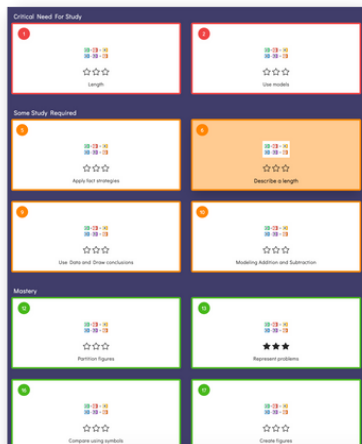 Critical Need For Study
1
2
Length
Use models
Some Study Required
5
6
Apply fact strategies
Describe a length
9
10
Use Data and Draw conclusions
Modeling Addition and Subtraction
Mastery
12
13
Partition figures
Represent problems
16
17
Compare using symbols
Create figures